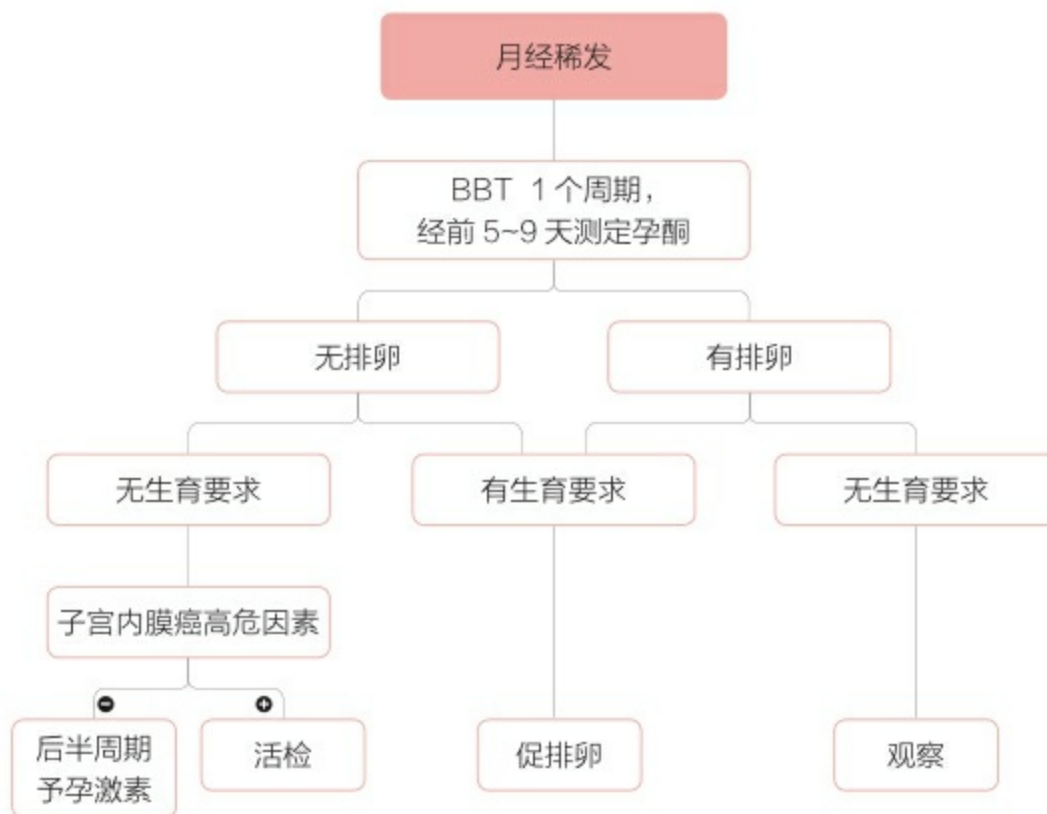 月经稀发
BBT 1个周期，
经前5~9天测定孕酮
无排卵
有排卵
无生育要求
有生育要求
无生育要求
子宫内膜癌高危因素
后半周期
予孕激素
活检
促排卵
观察